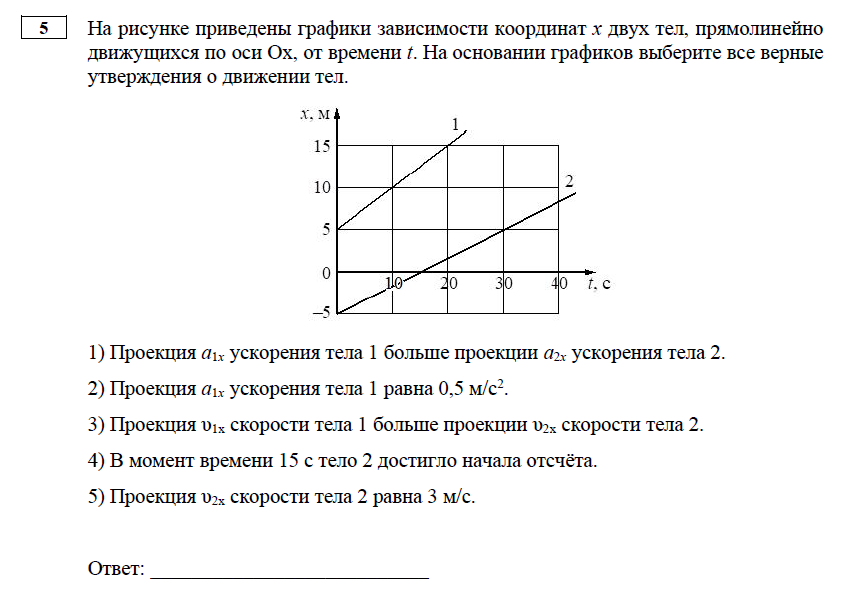 5
На рисунке приведены графики зависимости координат x двух тел, прямолинейно
движущихся по оси Ox, от времени t. На основании графиков выберите все верные
утверждения о движении тел.
x, м
1
15
10
2
5
0
10 20 30 40 t, с
–5
1) Проекция a₁ₓ ускорения тела 1 больше проекции a₂ₓ ускорения тела 2.
2) Проекция a₁ₓ ускорения тела 1 равна 0,5 м/с².
3) Проекция υ₁ₓ скорости тела 1 больше проекции υ₂ₓ скорости тела 2.
4) В момент времени 15 с тело 2 достигло начала отсчёта.
5) Проекция υ₂ₓ скорости тела 2 равна 3 м/с.
Ответ: ____________________________